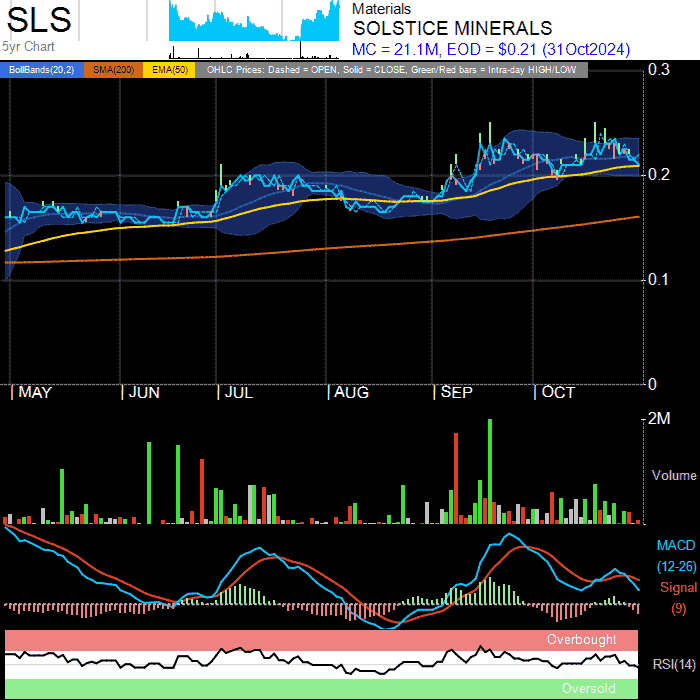 SLS
5yr Chart
Materials
SOLSTICE MINERALS
MC = 21.1M, EOD = $0.21 (31Oct2024)
BollBands(20,2) SMA(200) EMA(50) OHLC Prices: Dashed = OPEN, Solid = CLOSE, Green/Red bars = Intra-day HIGH/LOW
0.3
0.2
0.1
0
MAY JUN JUL AUG SEP OCT
2M
Volume
MACD
(12-26)
Signal
(9)
Overbought
RSI(14)
Oversold